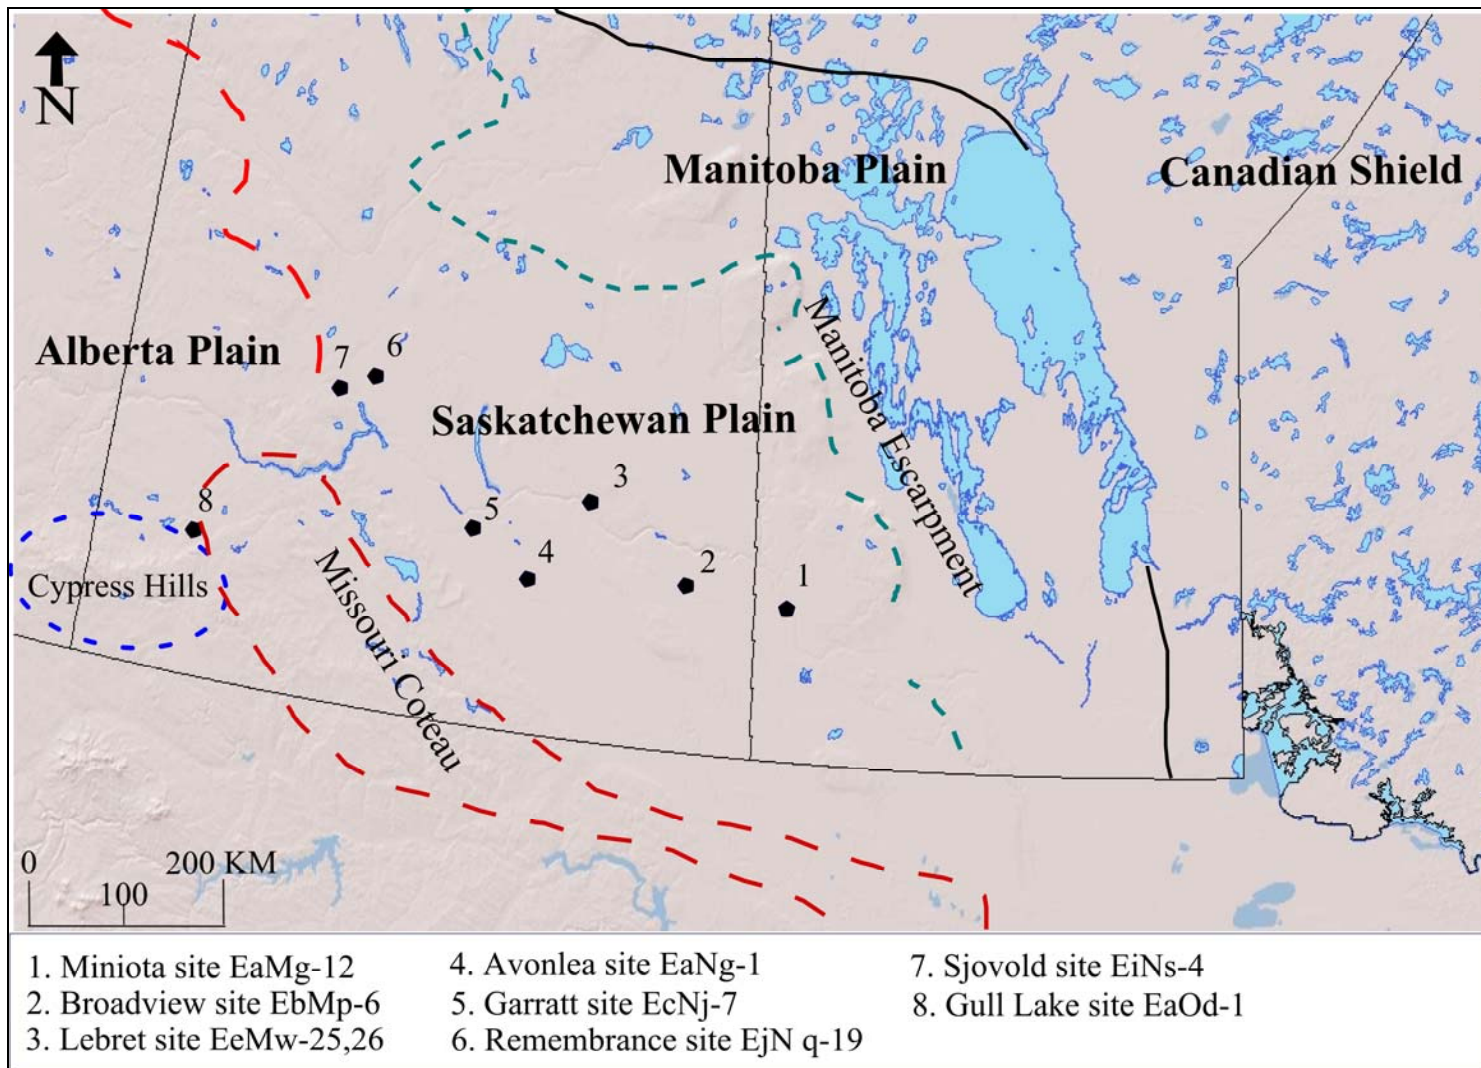 N
Manitoba Plain
Canadian Shield
Alberta Plain
7
6
Saskatchewan Plain
Manitoba Escarpment
3
8
5
4
2
1
Cypress Hills
Missouri Coteau
0
200 KM
100
1. Miniota site EaMg-12
2. Broadview site EbMp-6
3. Lebret site EeMw-25,26
4. Avonlea site EaNg-1
5. Garratt site EcNj-7
6. Remembrance site EjN q-19
7. Sjovold site EiNs-4
8. Gull Lake site EaOd-1